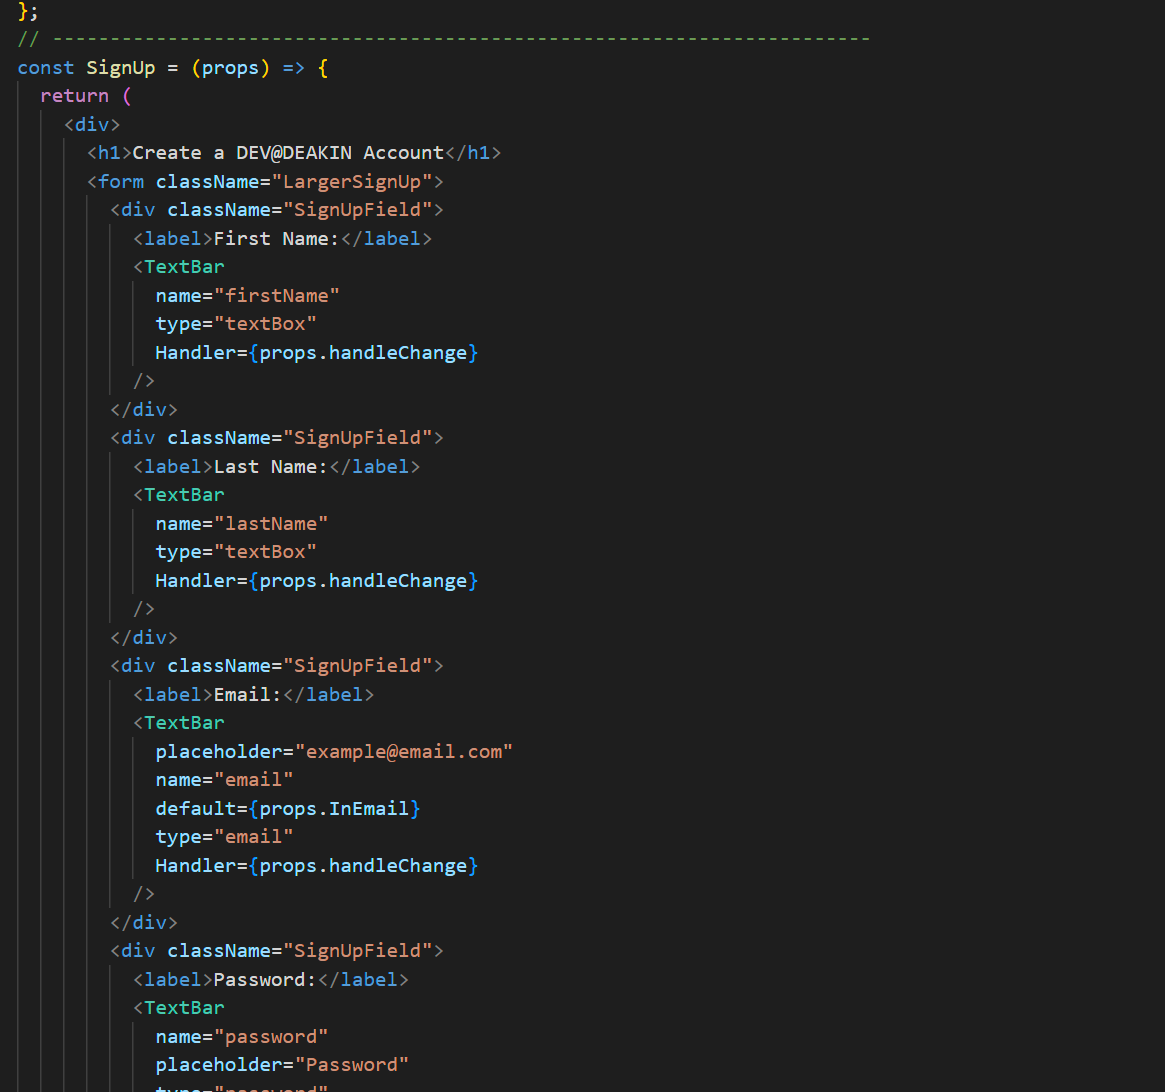 };
// -----------------------------------------------------------------------
const SignUp = (props) => {
  return (
    <div>
      <h1>Create a DEV@DEAKIN Account</h1>
      <form className="LargerSignUp">
        <div className="SignUpField">
          <label>First Name:</label>
          <TextBar
            name="firstName"
            type="textBox"
            Handler={props.handleChange}
          />
        </div>
        <div className="SignUpField">
          <label>Last Name:</label>
          <TextBar
            name="lastName"
            type="textBox"
            Handler={props.handleChange}
          />
        </div>
        <div className="SignUpField">
          <label>Email:</label>
          <TextBar
            placeholder="example@email.com"
            name="email"
            default={props.InEmail}
            type="email"
            Handler={props.handleChange}
          />
        </div>
        <div className="SignUpField">
          <label>Password:</label>
          <TextBar
            name="password"
            placeholder="Password"
            type="password"